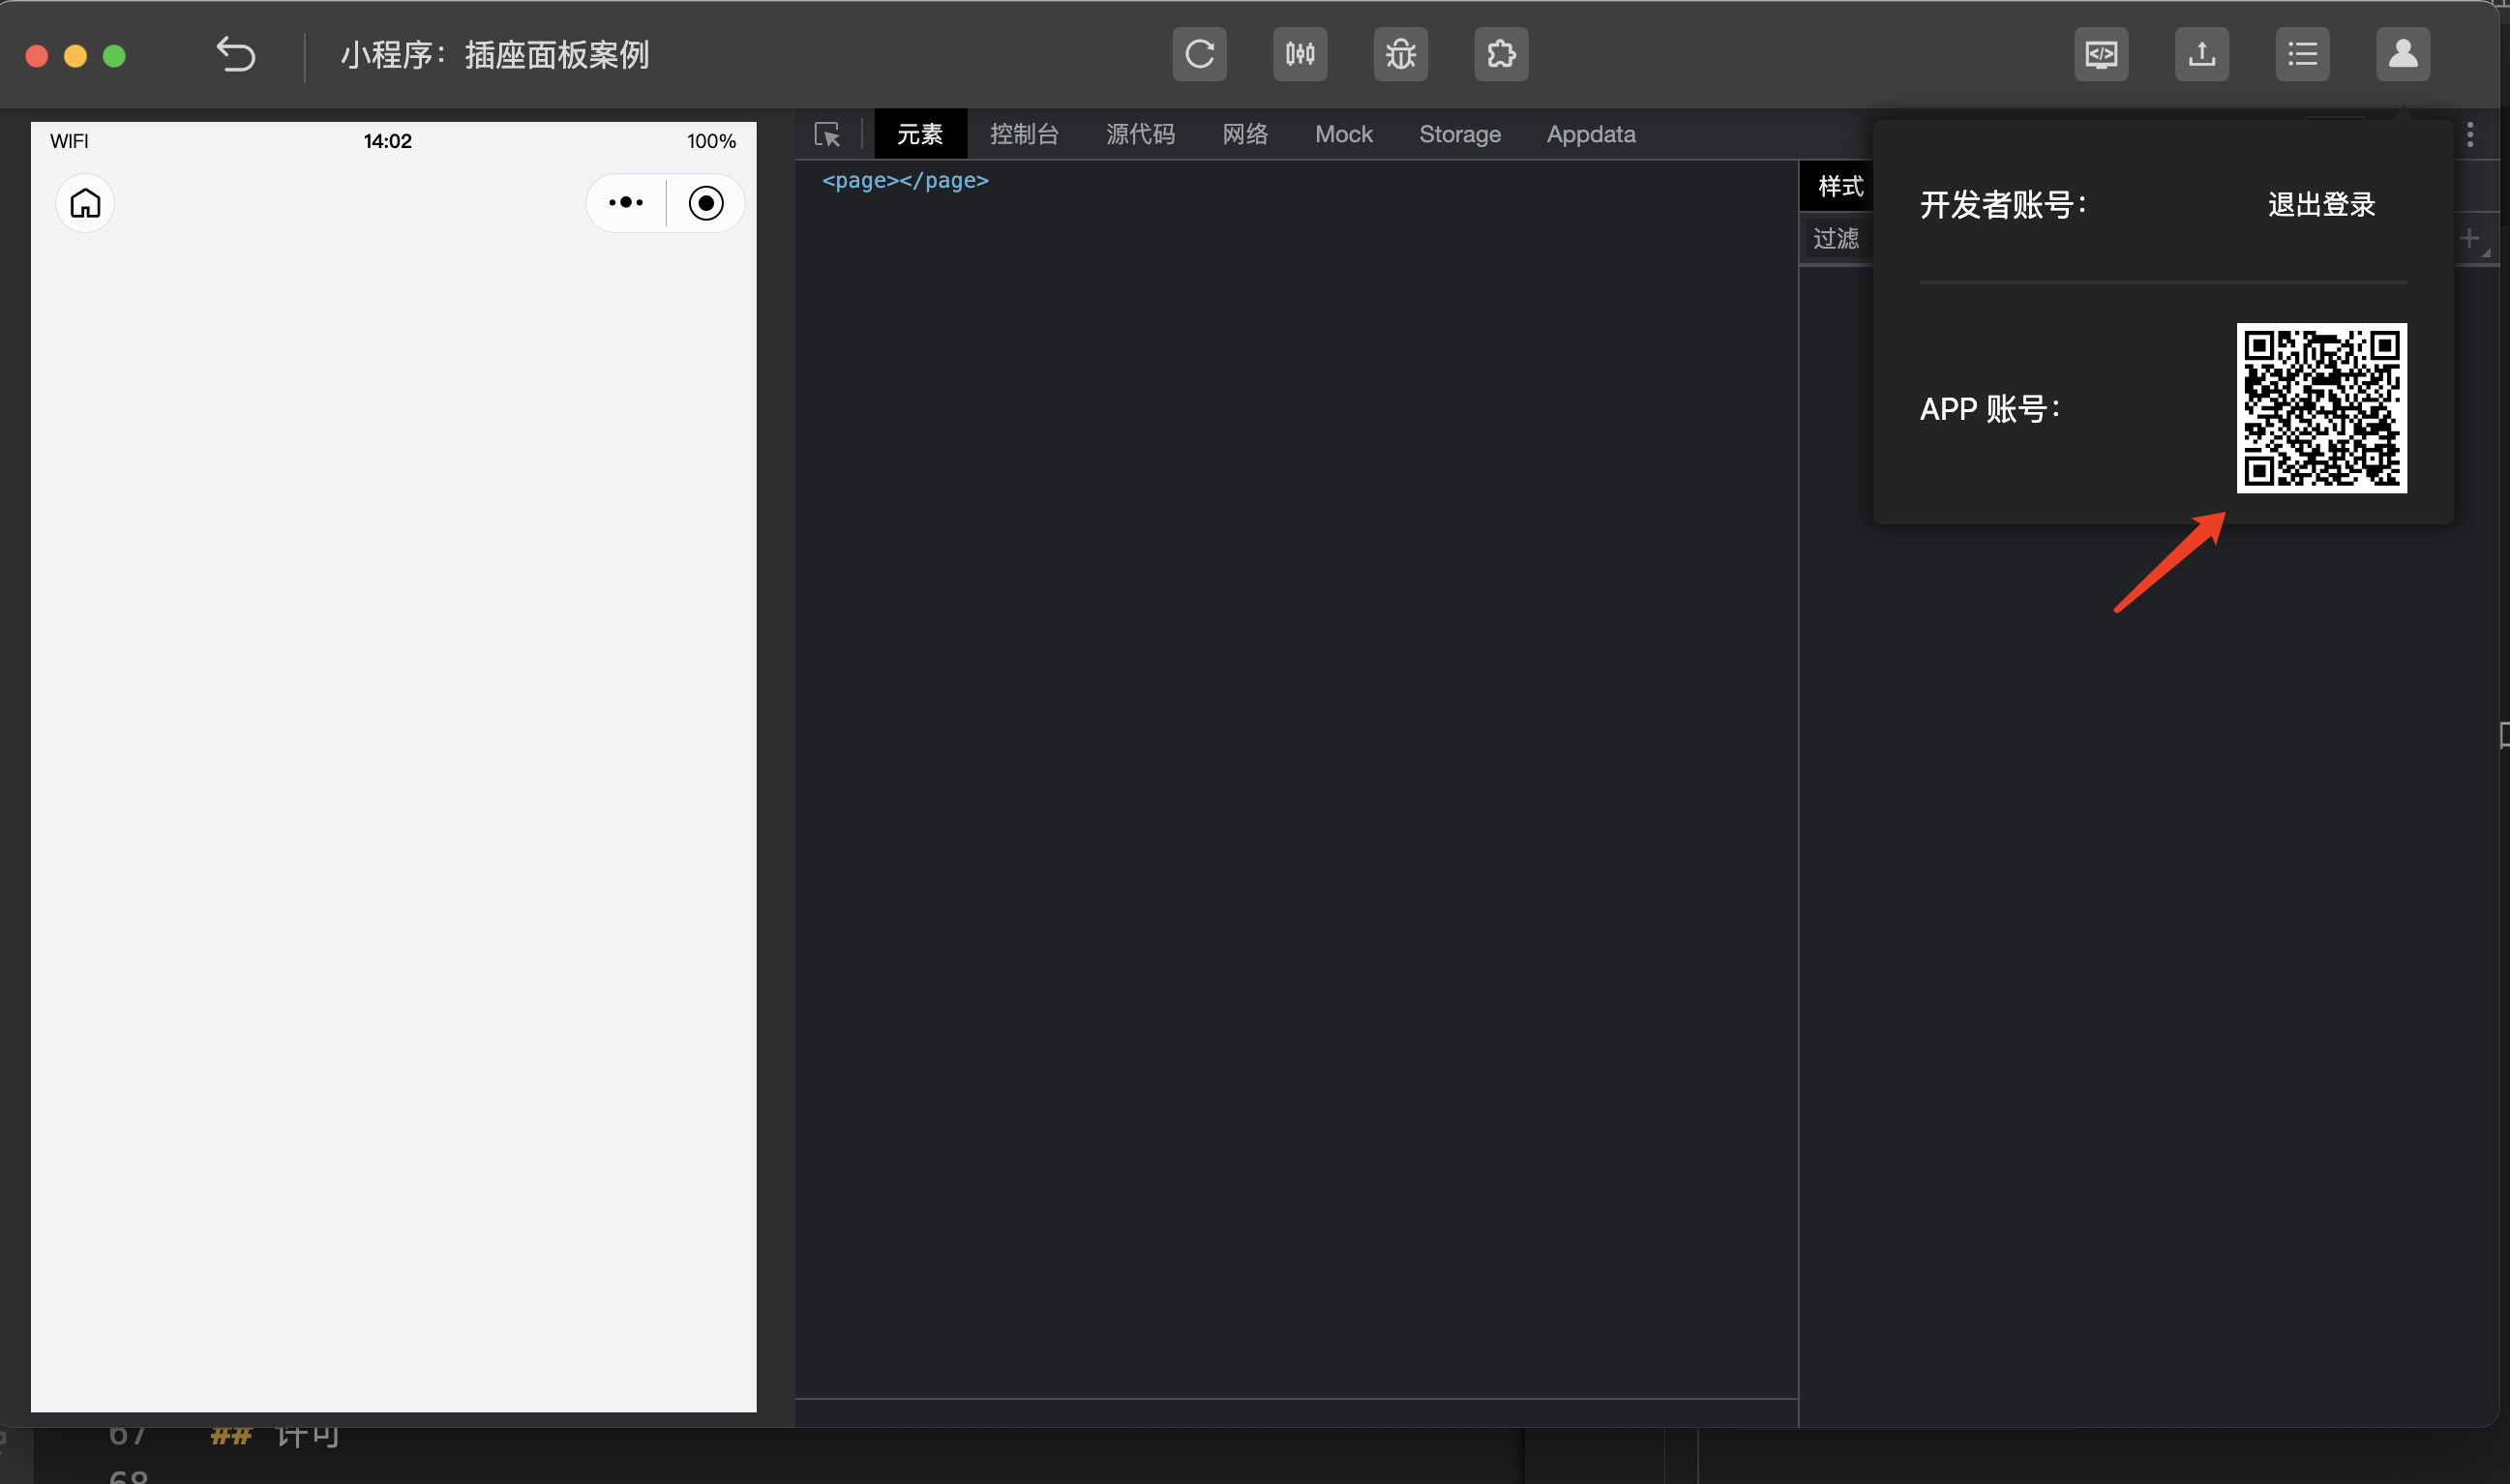 小程序：插座面板案例
WIFI 14:02 100%
元素 控制台 源代码 网络 Mock Storage Appdata
<page></page>
样式
过滤
开发者账号： 退出登录
APP 账号：
67 ## 许可
68